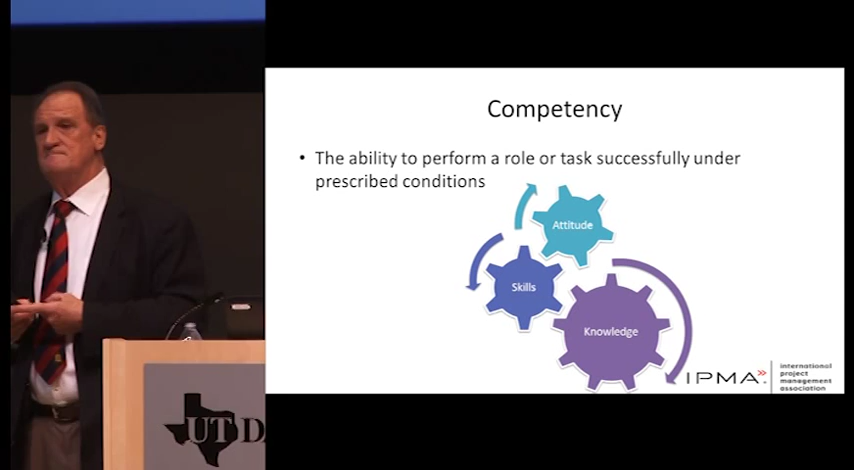 Competency
• The ability to perform a role or task successfully under
prescribed conditions
Attitude
Skills
Knowledge
IPMA
international
project
management
association
UT D